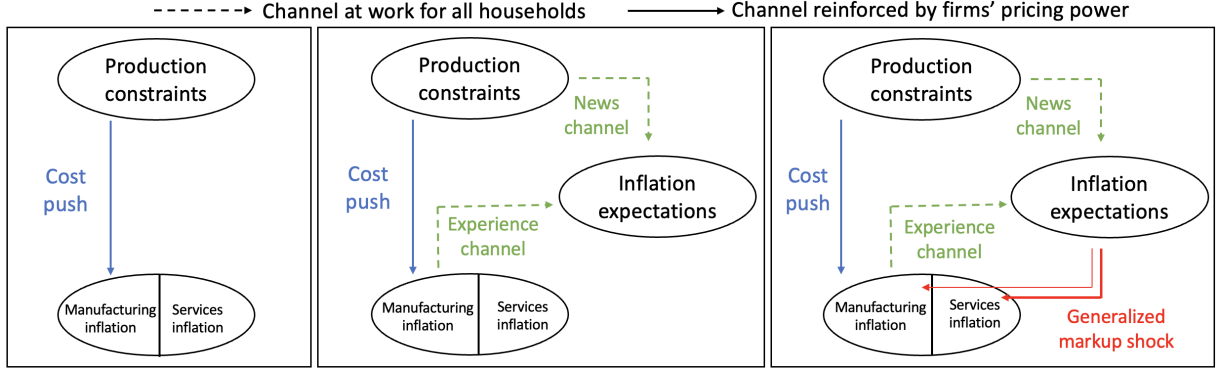 Channel at work for all households
Channel reinforced by firms' pricing power
Production
constraints
Cost
push
Manufacturing
inflation
Services
inflation
Production
constraints
News
channel
Cost
push
Inflation
expectations
Experience
channel
Manufacturing
inflation
Services
inflation
Production
constraints
News
channel
Cost
push
Inflation
expectations
Experience
channel
Manufacturing
inflation
Services
inflation
Generalized
markup shock